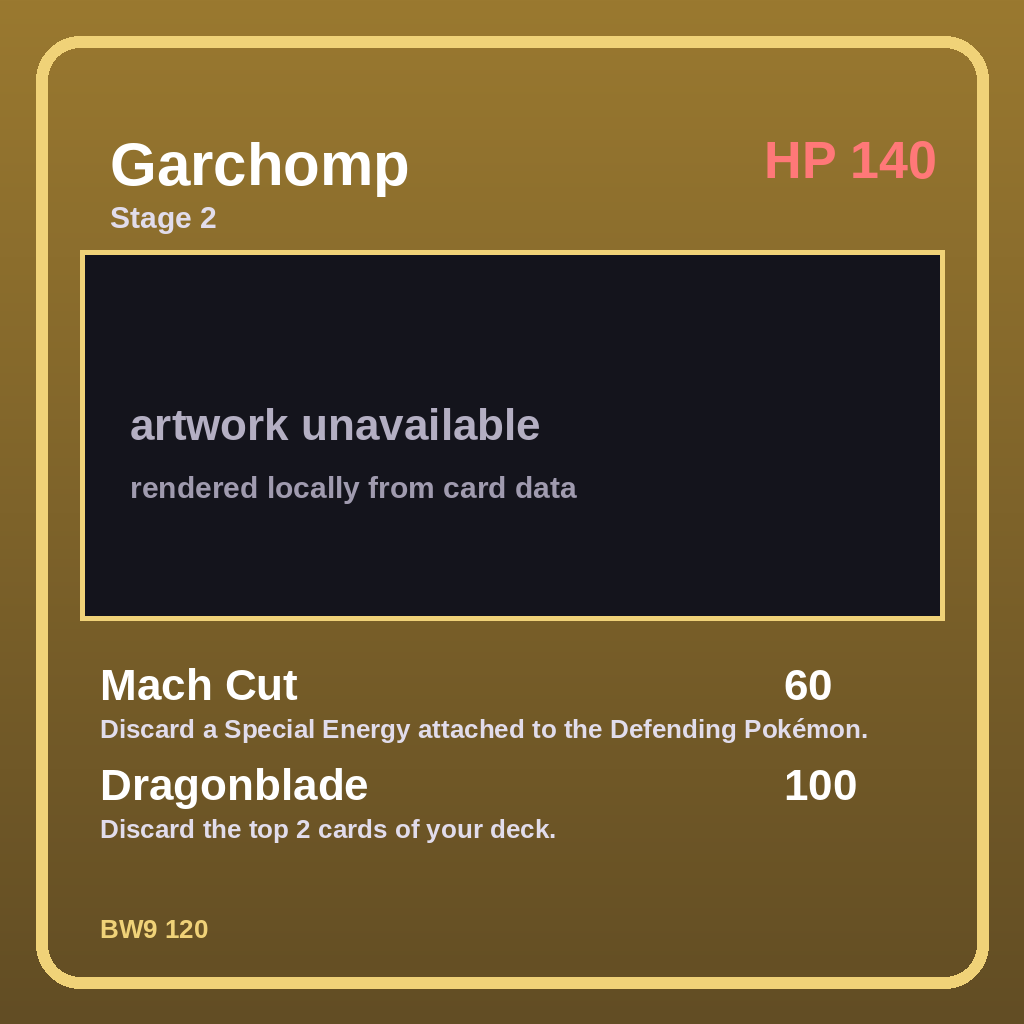 Garchomp
HP 140
Stage 2
artwork unavailable
rendered locally from card data
Mach Cut 60
Discard a Special Energy attached to the Defending Pokémon.
Dragonblade 100
Discard the top 2 cards of your deck.
BW9 120